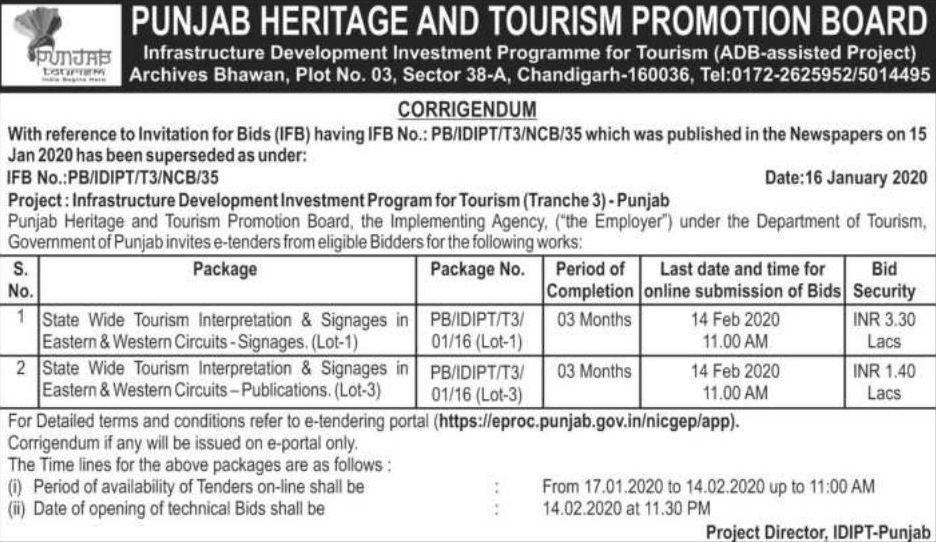 PUNJAB HERITAGE AND TOURISM PROMOTION BOARD
Infrastructure Development Investment Programme for Tourism (ADB-assisted Project)
Archives Bhawan, Plot No. 03, Sector 38-A, Chandigarh-160036, Tel:0172-2625952/5014495
PUNJAB
TOURISM
India Begins Here
CORRIGENDUM
With reference to Invitation for Bids (IFB) having IFB No.: PB/IDIPT/T3/NCB/35 which was published in the Newspapers on 15
Jan 2020 has been superseded as under:
IFB No.:PB/IDIPT/T3/NCB/35 Date:16 January 2020
Project : Infrastructure Development Investment Program for Tourism (Tranche 3) - Punjab
Punjab Heritage and Tourism Promotion Board, the Implementing Agency, ("the Employer") under the Department of Tourism,
Government of Punjab invites e-tenders from eligible Bidders for the following works:
S. No. Package Package No. Period of Completion Last date and time for online submission of Bids Bid Security
1 State Wide Tourism Interpretation & Signages in Eastern & Western Circuits - Signages. (Lot-1) PB/IDIPT/T3/01/16 (Lot-1) 03 Months 14 Feb 2020 11.00 AM INR 3.30 Lacs
2 State Wide Tourism Interpretation & Signages in Eastern & Western Circuits – Publications. (Lot-3) PB/IDIPT/T3/01/16 (Lot-3) 03 Months 14 Feb 2020 11.00 AM INR 1.40 Lacs
For Detailed terms and conditions refer to e-tendering portal (https://eproc.punjab.gov.in/nicgep/app).
Corrigendum if any will be issued on e-portal only.
The Time lines for the above packages are as follows :
(i) Period of availability of Tenders on-line shall be : From 17.01.2020 to 14.02.2020 up to 11:00 AM
(ii) Date of opening of technical Bids shall be : 14.02.2020 at 11.30 PM
Project Director, IDIPT-Punjab